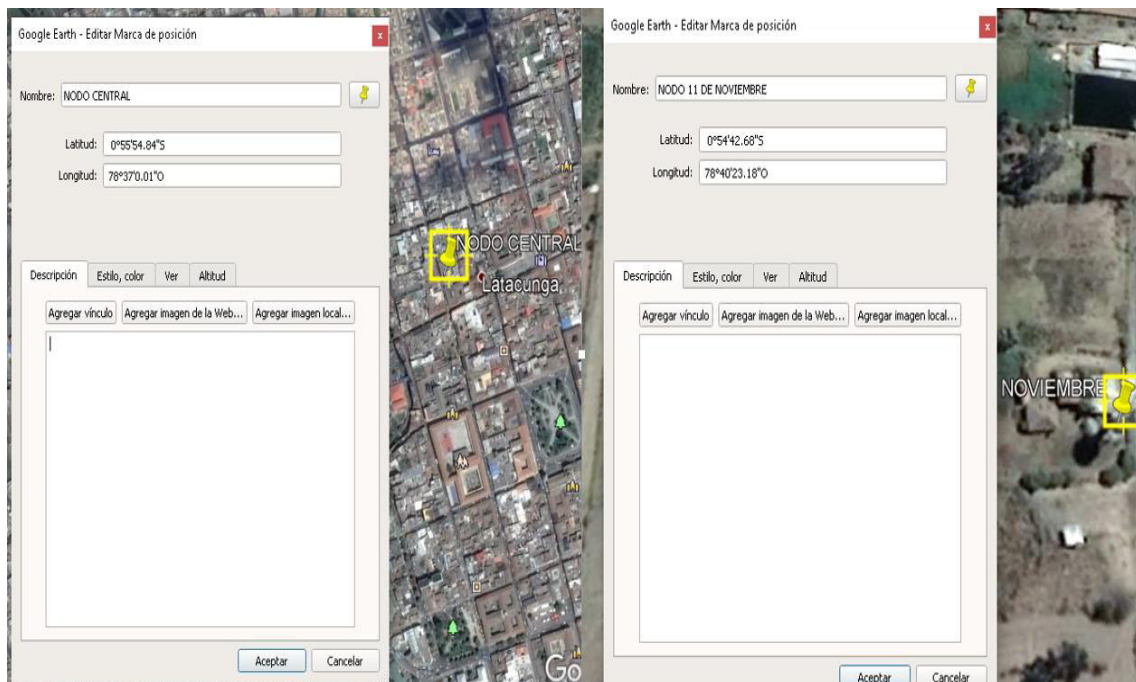 Google Earth - Editar Marca de posición
x
Nombre: NODO CENTRAL
Latitud: 0°55'54.84"S
Longitud: 78°37'0.01"O
Descripción Estilo, color Ver Altitud
Agregar vínculo Agregar imagen de la Web... Agregar imagen local...
Aceptar Cancelar
NODO CENTRAL
Latacunga
Go
Google Earth - Editar Marca de posición
x
Nombre: NODO 11 DE NOVIEMBRE
Latitud: 0°54'42.68"S
Longitud: 78°40'23.18"O
Descripción Estilo, color Ver Altitud
Agregar vínculo Agregar imagen de la Web... Agregar imagen local...
Aceptar Cancelar
NOVIEMBRE